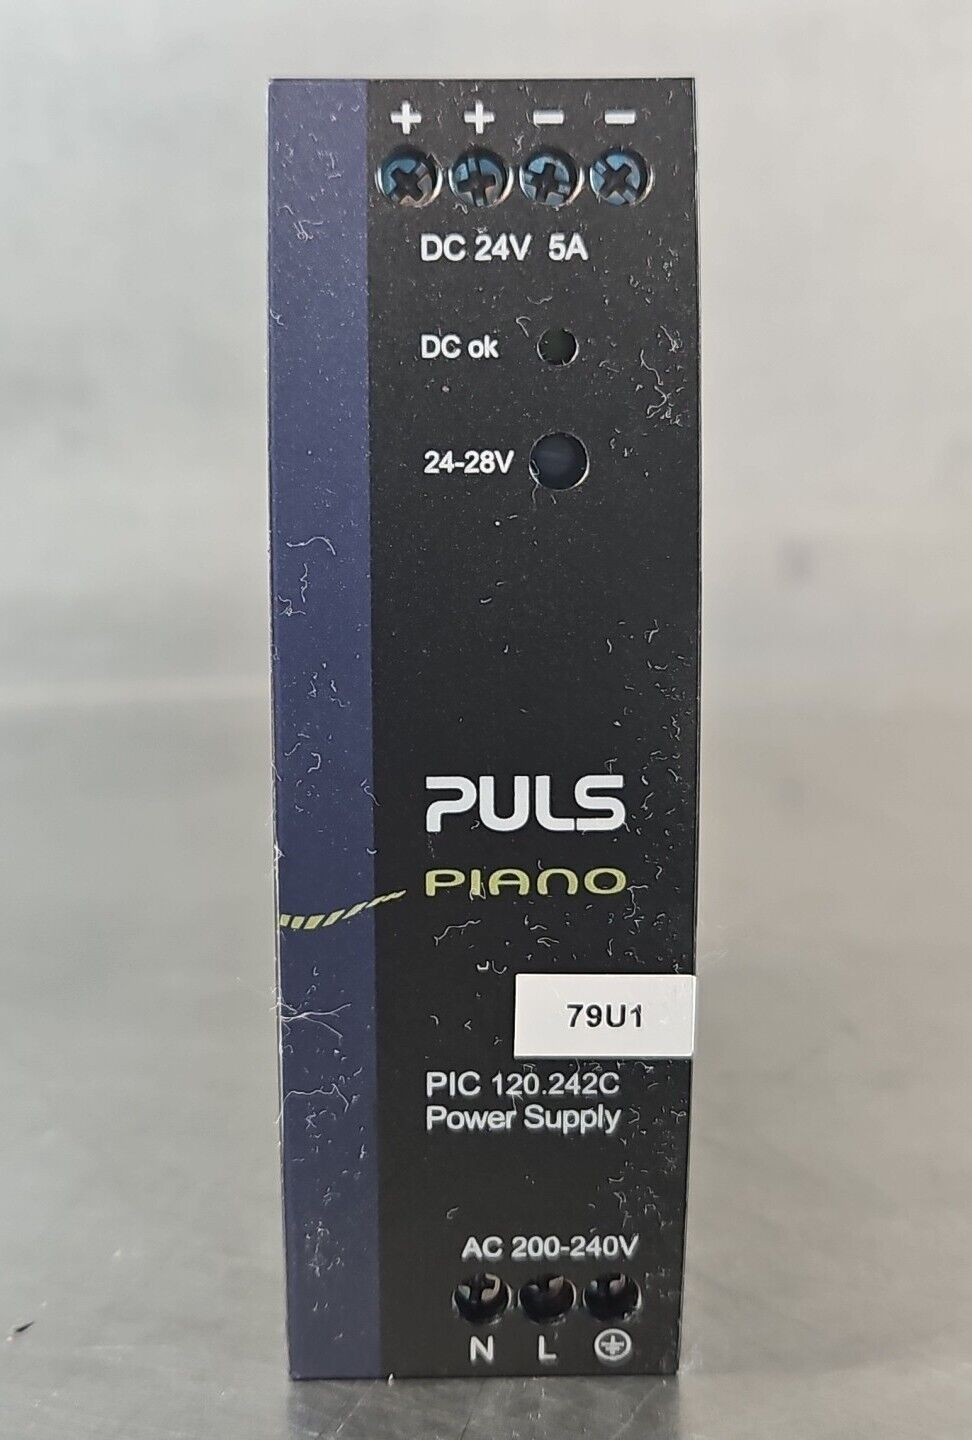 + + − −
DC 24V 5A
DC ok
24-28V
PULS
PIANO
79U1
PIC 120.242C
Power Supply
AC 200-240V
N L